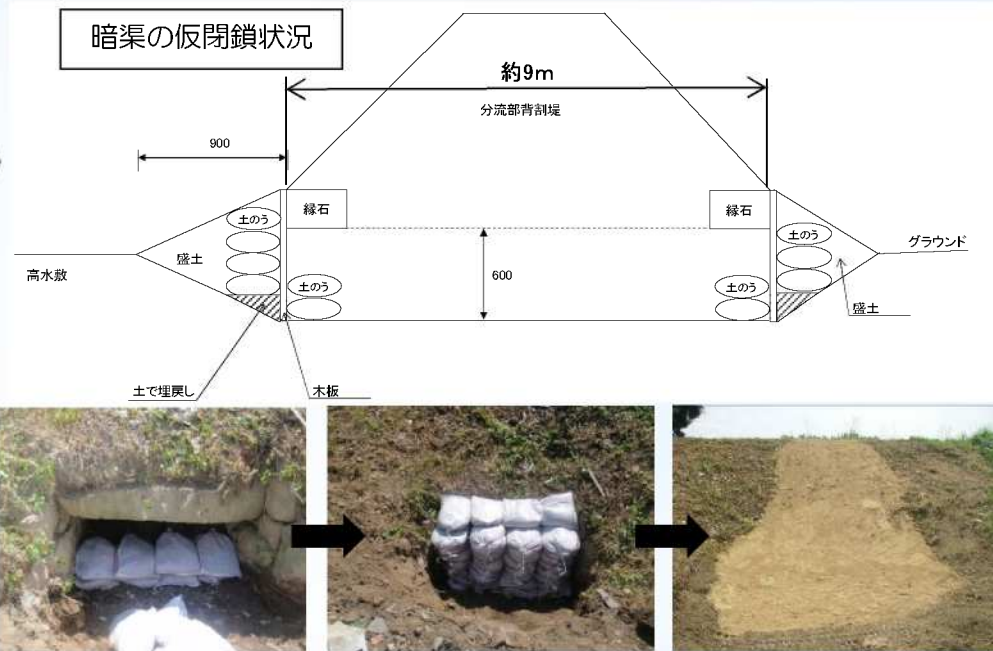 暗渠の仮閉鎖状況
約9m
分流部背割堤
900
縁石
縁石
土のう
土のう
盛土
グラウンド
高水敷
600
土のう
土のう
盛土
土で埋戻し
木板